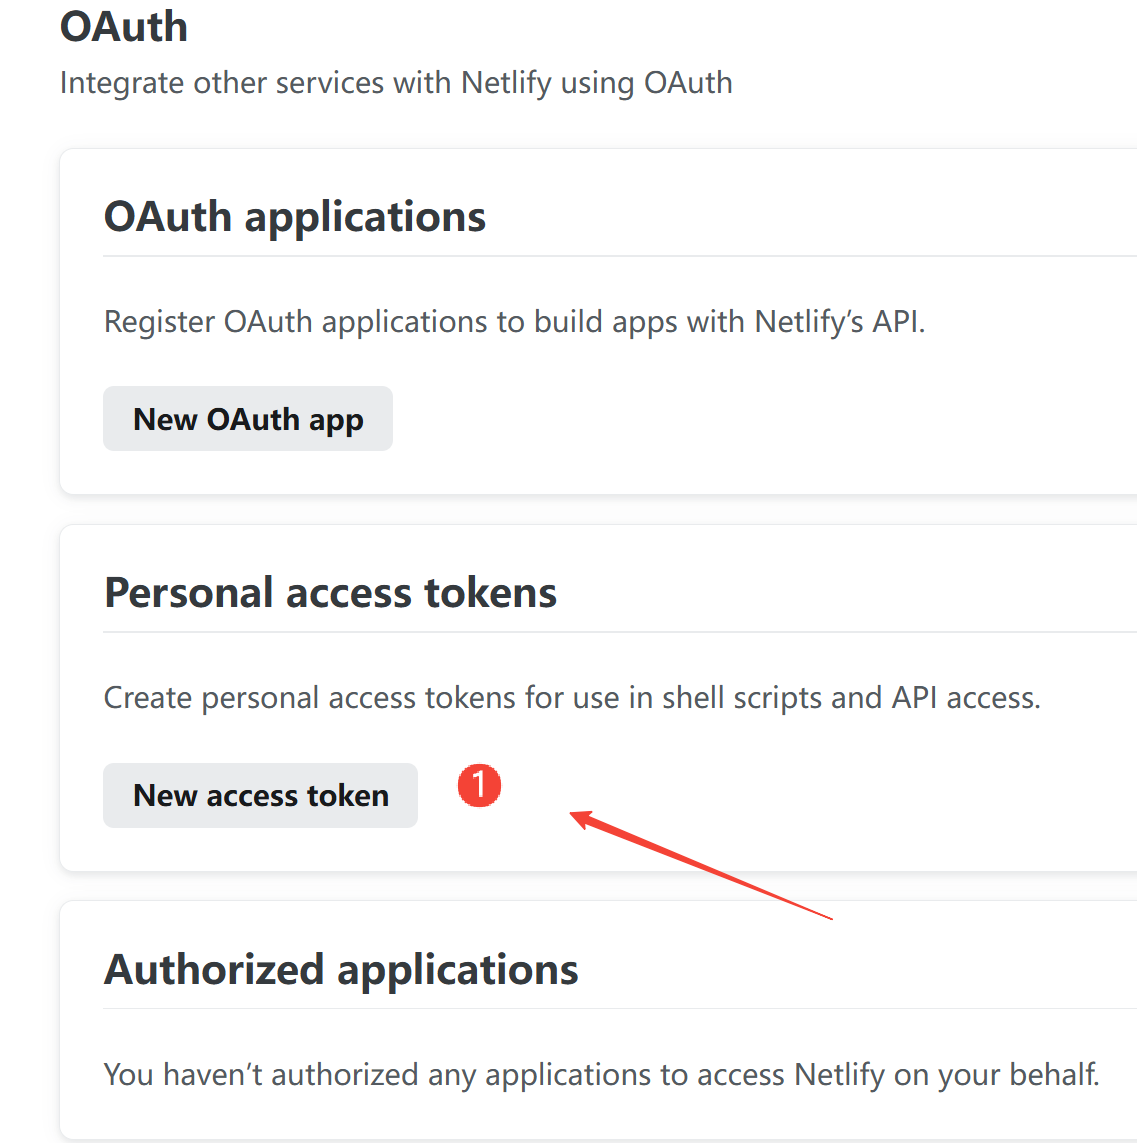 OAuth
Integrate other services with Netlify using OAuth
OAuth applications
Register OAuth applications to build apps with Netlify’s API.
New OAuth app
Personal access tokens
Create personal access tokens for use in shell scripts and API access.
New access token
1
Authorized applications
You haven’t authorized any applications to access Netlify on your behalf.